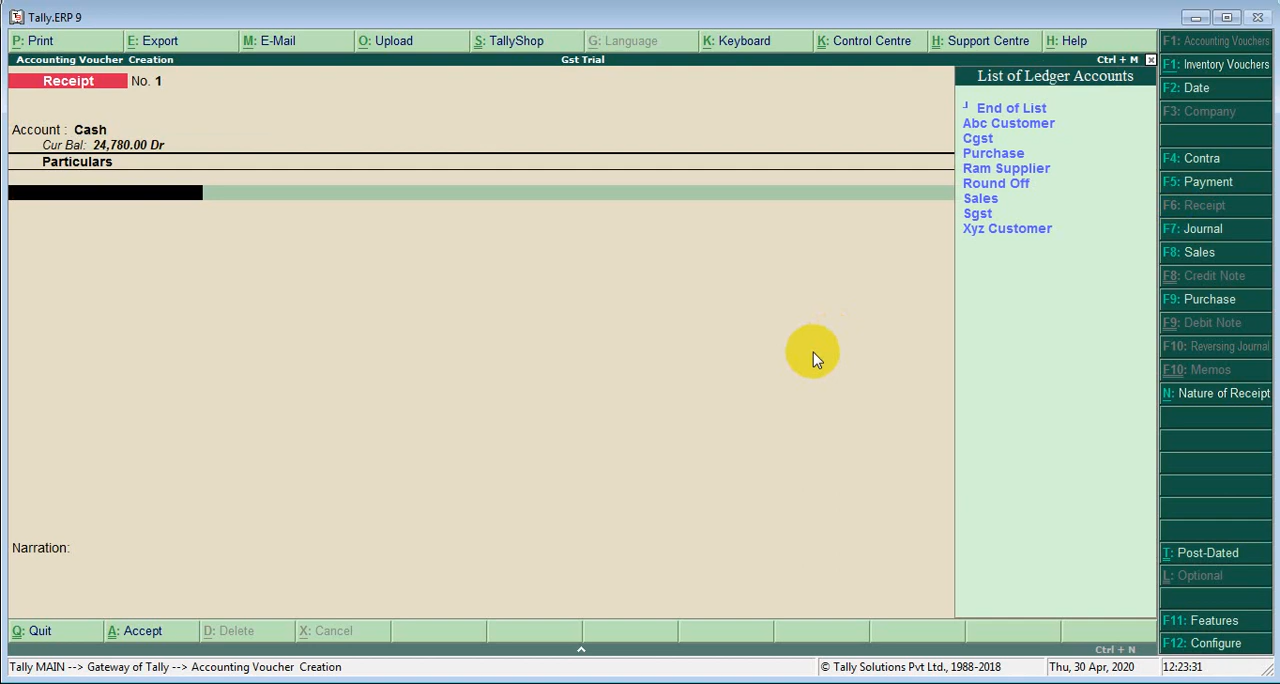 Tally.ERP 9
P: Print E: Export M: E-Mail O: Upload S: TallyShop G: Language K: Keyboard K: Control Centre H: Support Centre H: Help
Accounting Voucher Creation Gst Trial Ctrl + M
Receipt No. 1
Account : Cash
Cur Bal: 24,780.00 Dr
Particulars
Narration:
List of Ledger Accounts
End of List
Abc Customer
Cgst
Purchase
Ram Supplier
Round Off
Sales
Sgst
Xyz Customer
F1: Accounting Vouchers
F1: Inventory Vouchers
F2: Date
F3: Company
F4: Contra
F5: Payment
F6: Receipt
F7: Journal
F8: Sales
F8: Credit Note
F9: Purchase
F9: Debit Note
F10: Reversing Journal
F10: Memos
N: Nature of Receipt
T: Post-Dated
L: Optional
F11: Features
F12: Configure
Q: Quit A: Accept D: Delete X: Cancel
Ctrl + N
Tally MAIN --> Gateway of Tally --> Accounting Voucher Creation © Tally Solutions Pvt Ltd., 1988-2018 Thu, 30 Apr, 2020 12:23:31